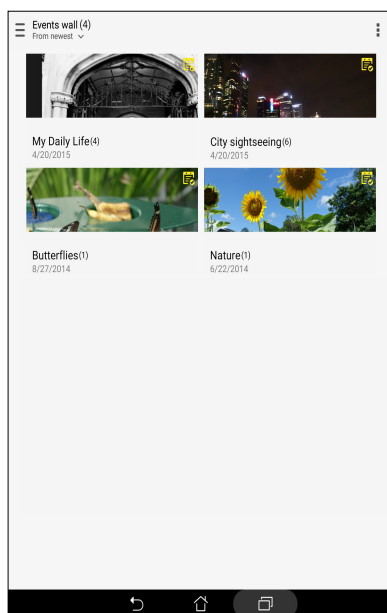 Events wall (4)
From newest
My Daily Life(4)
4/20/2015
City sightseeing(6)
4/20/2015
Butterflies(1)
8/27/2014
Nature(1)
6/22/2014